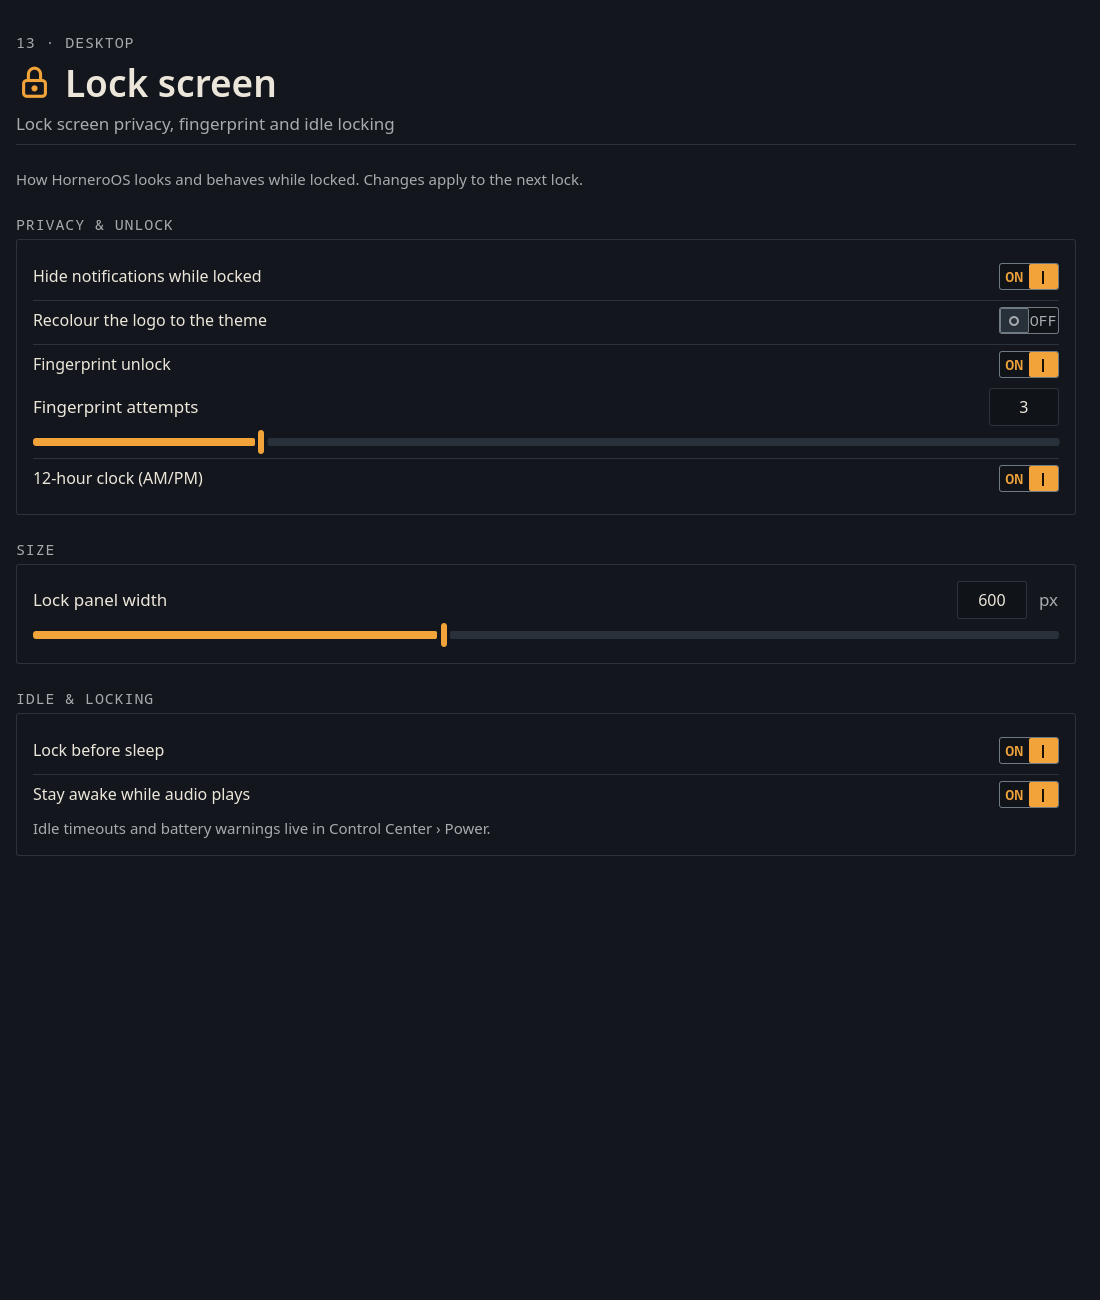 13 · DESKTOP
Lock screen
Lock screen privacy, fingerprint and idle locking
How HorneroOS looks and behaves while locked. Changes apply to the next lock.
PRIVACY & UNLOCK
Hide notifications while locked ON
Recolour the logo to the theme OFF
Fingerprint unlock ON
Fingerprint attempts 3
12-hour clock (AM/PM) ON
SIZE
Lock panel width 600 px
IDLE & LOCKING
Lock before sleep ON
Stay awake while audio plays ON
Idle timeouts and battery warnings live in Control Center › Power.